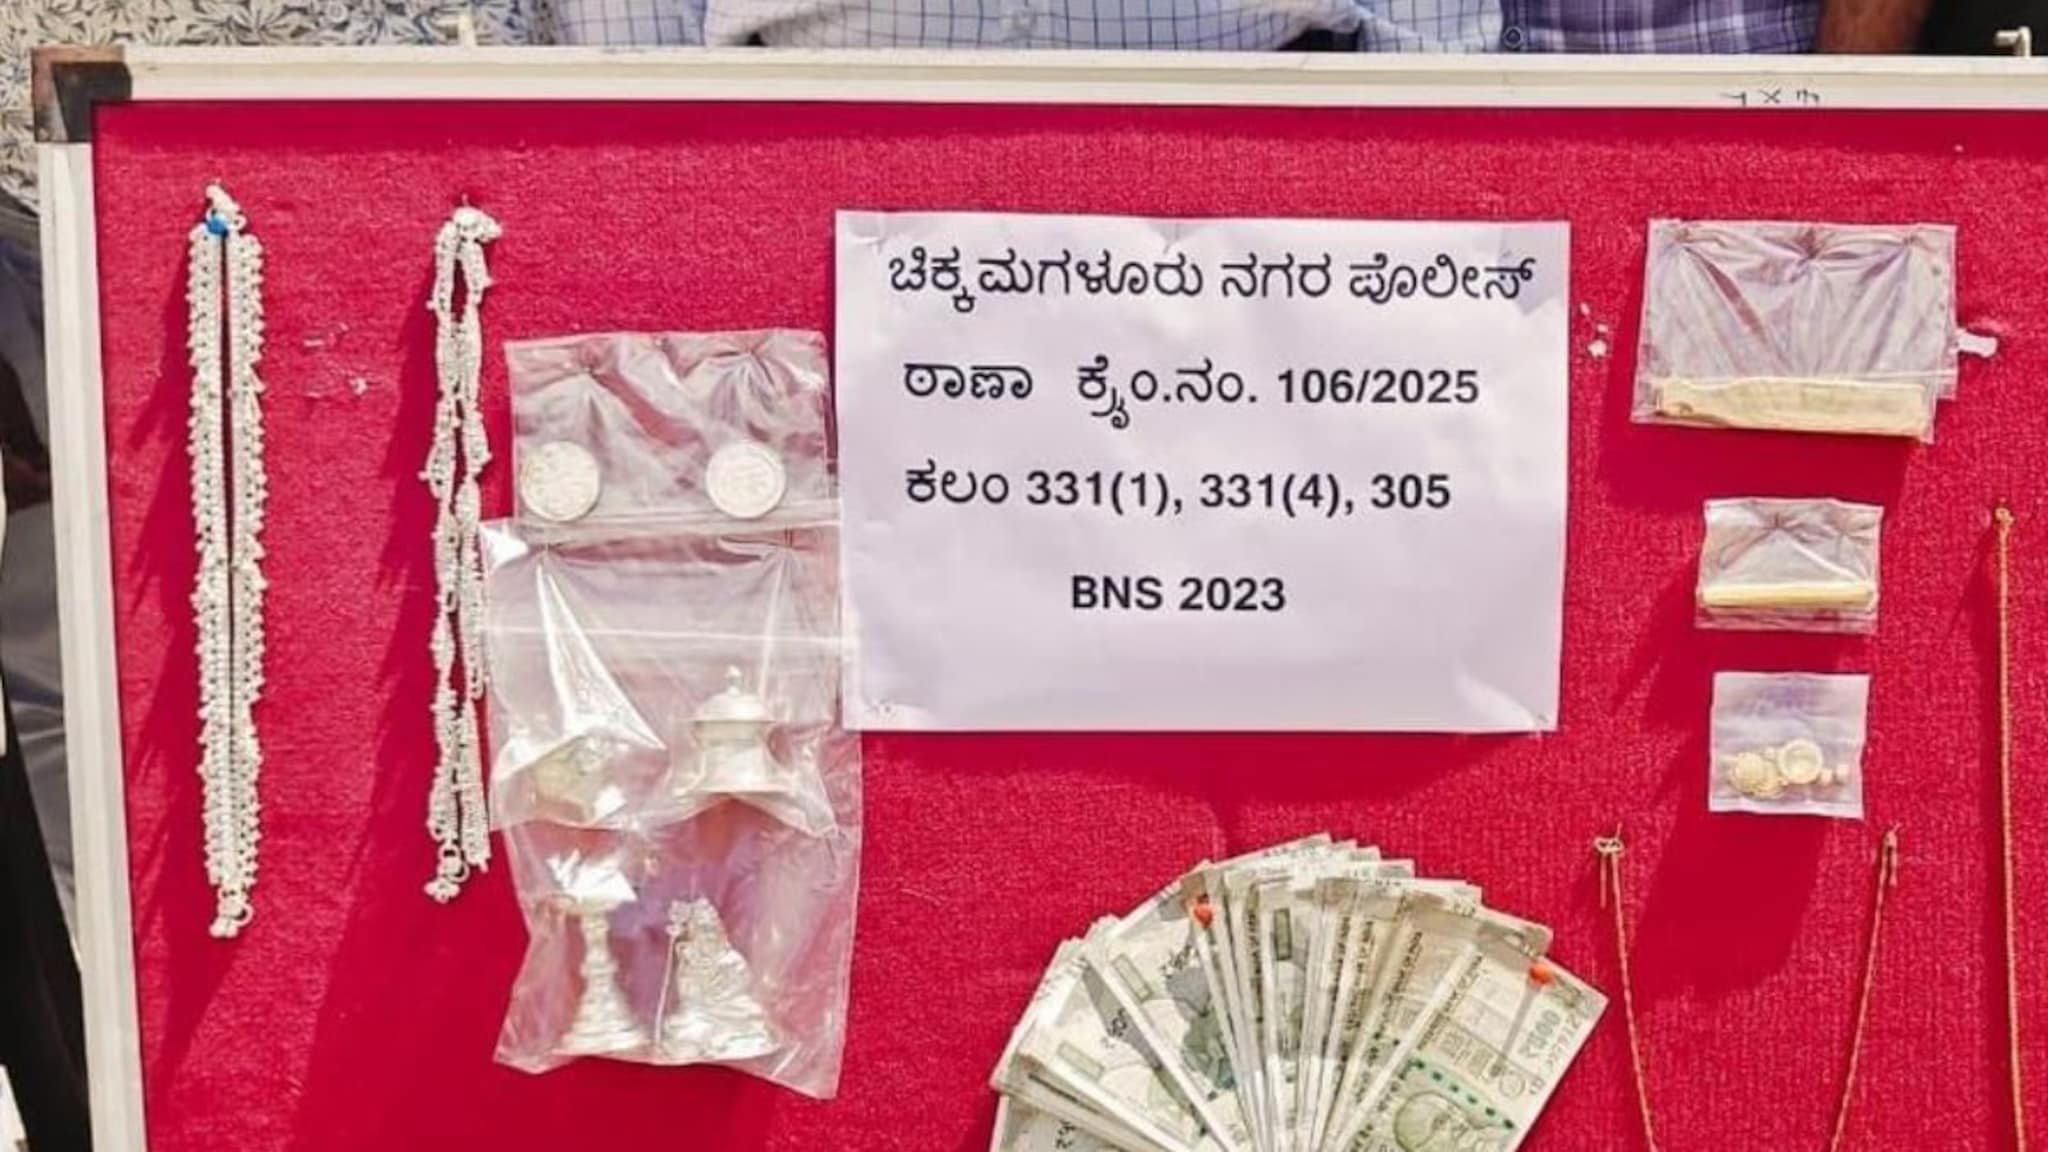 ಚಿಕ್ಕಮಗಳೂರು ನಗರ ಪೊಲೀಸ್
ಠಾಣಾ ಕ್ರೈಂ.ನಂ. 106/2025
ಕಲಂ 331(1), 331(4), 305
BNS 2023